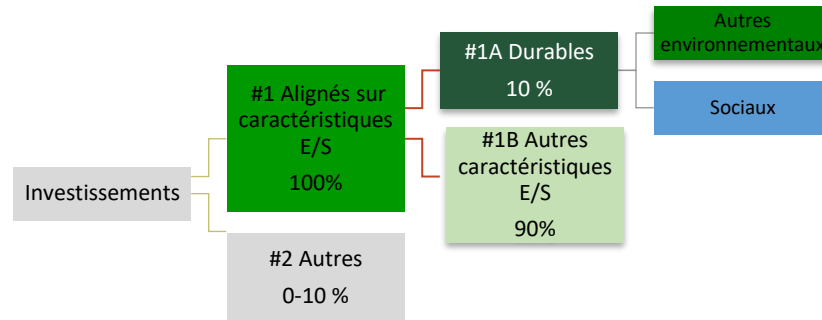 Investissements
#1 Alignés sur
caractéristiques
E/S
100%
#2 Autres
0-10 %
#1A Durables
10 %
#1B Autres
caractéristiques
E/S
90%
Autres
environnementaux
Sociaux